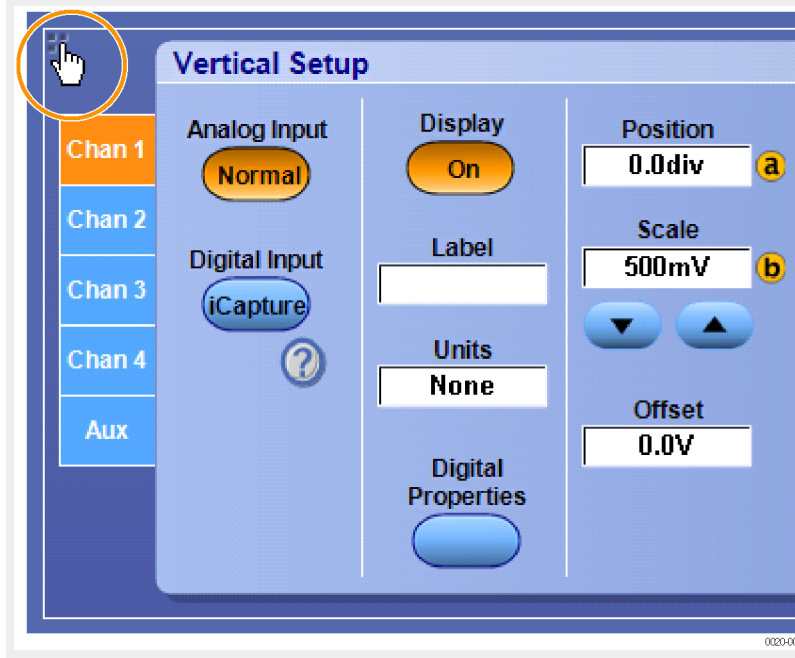 Vertical Setup
Chan 1
Chan 2
Chan 3
Chan 4
Aux
Analog Input
Normal
Digital Input
iCapture
?
Display
On
Label
Units
None
Digital
Properties
Position
0.0div
a
Scale
500mV
b
Offset
0.0V